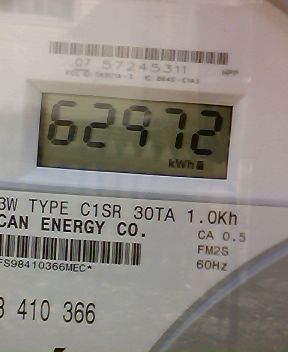 07 57245311 NPP
62972
kWh
3W TYPE C1SR 30TA 1.0Kh
CAN ENERGY CO.
CA 0.5
FM2S
60Hz
FS98410366MEC*
3 410 366